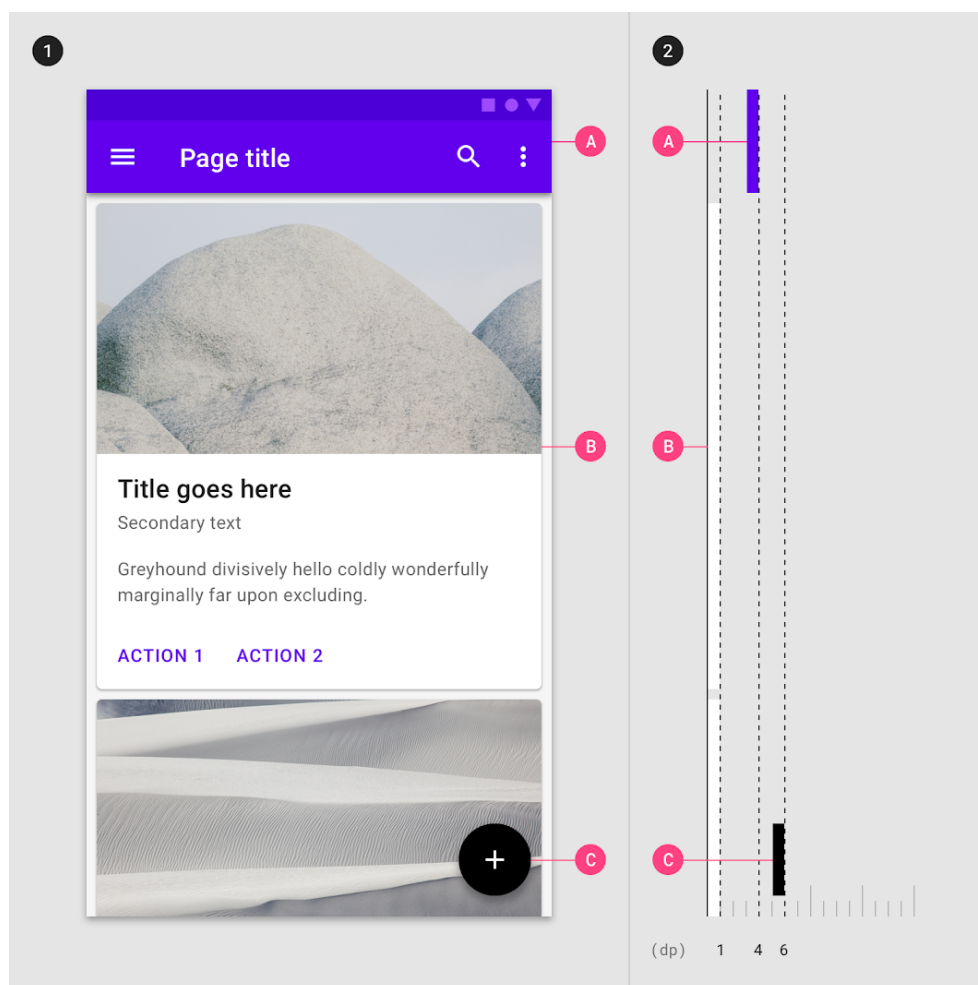 1
2
A
A
Page title
B
B
Title goes here
Secondary text
Greyhound divisively hello coldly wonderfully
marginally far upon excluding.
ACTION 1 ACTION 2
+
C
C
(dp) 1 4 6